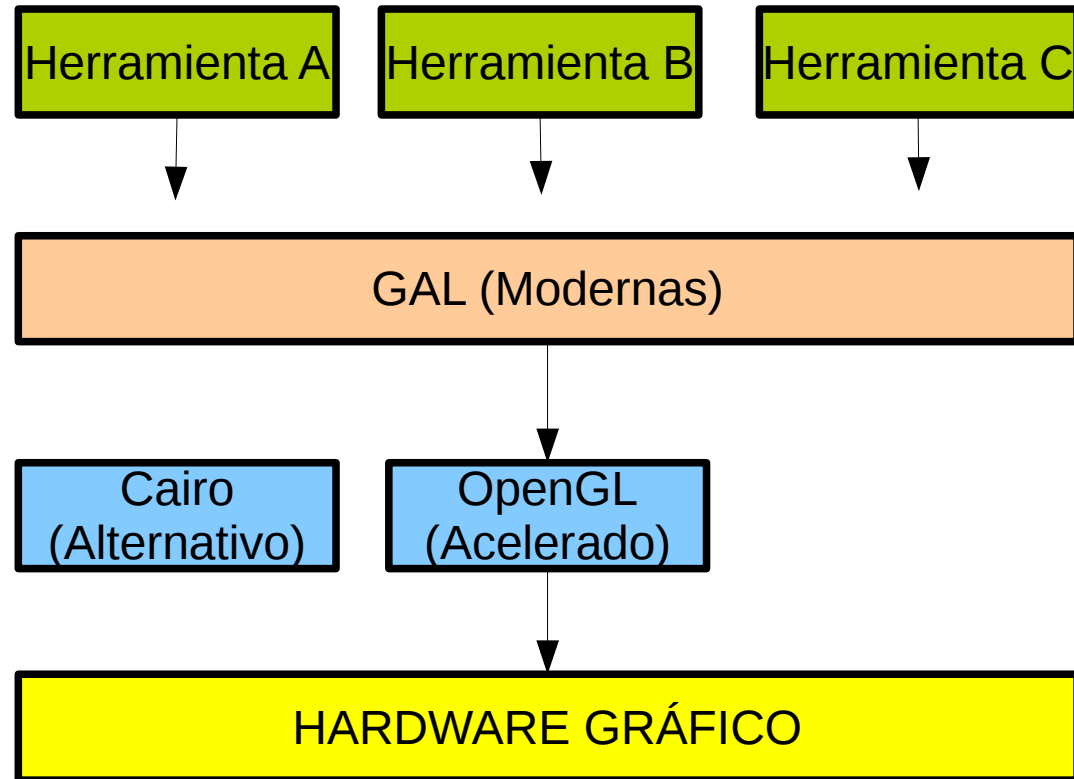 Herramienta A
Herramienta B
Herramienta C
GAL (Modernas)
Cairo
(Alternativo)
OpenGL
(Acelerado)
HARDWARE GRÁFICO